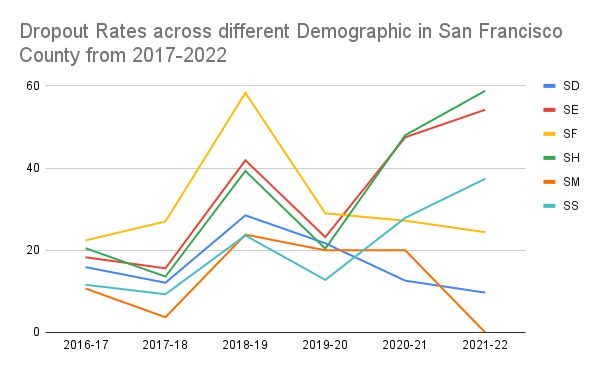 Dropout Rates across different Demographic in San Francisco
County from 2017-2022
60
40
20
0
2016-17
2017-18
2018-19
2019-20
2020-21
2021-22
SD
SE
SF
SH
SM
SS